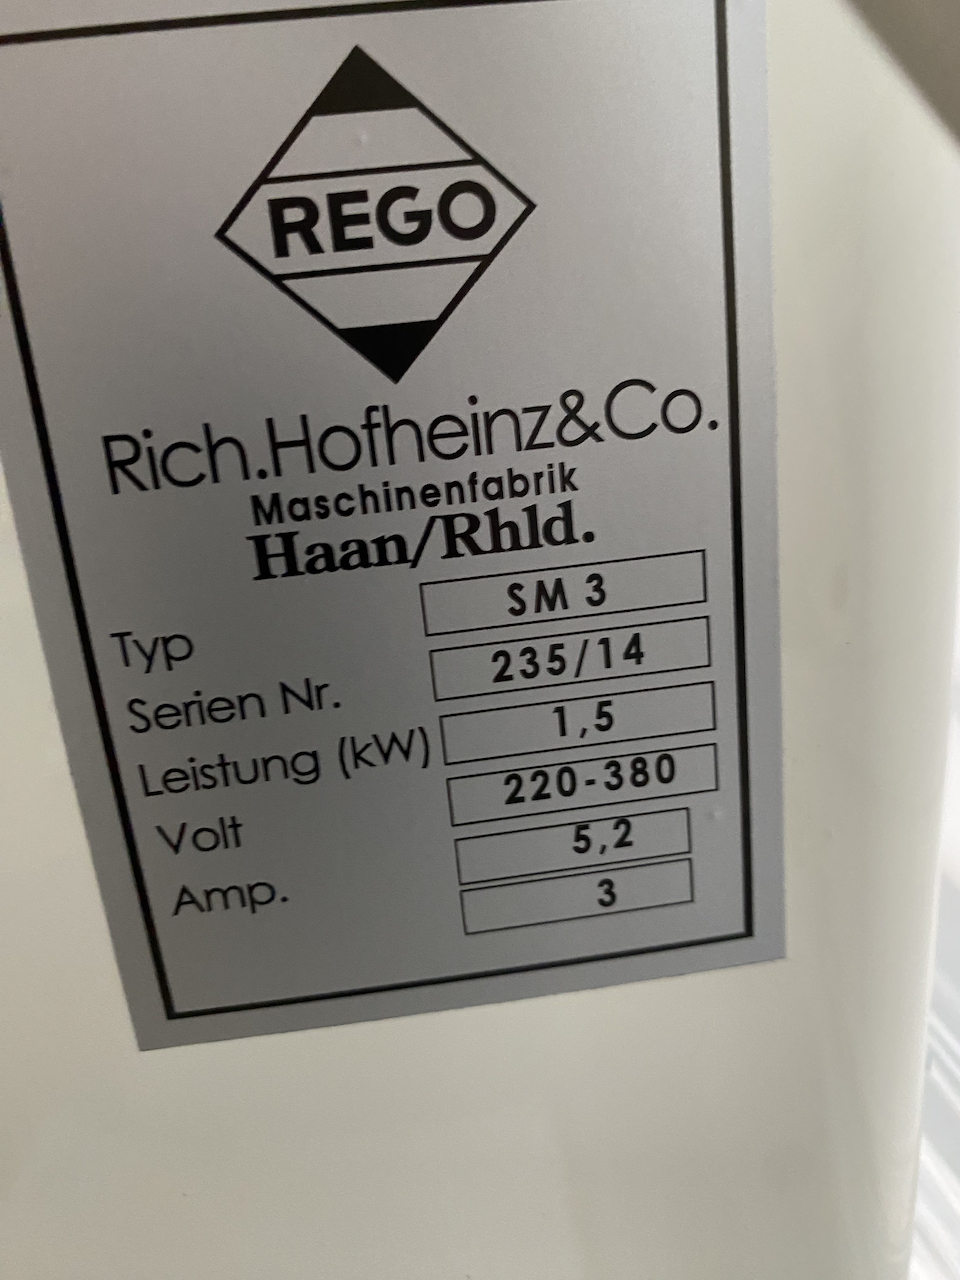 REGO
Rich.Hofheinz&Co.
Maschinenfabrik
Haan/Rhld.
Typ SM 3
Serien Nr. 235/14
Leistung (kW) 1,5
Volt 220-380
Amp. 5,2
3